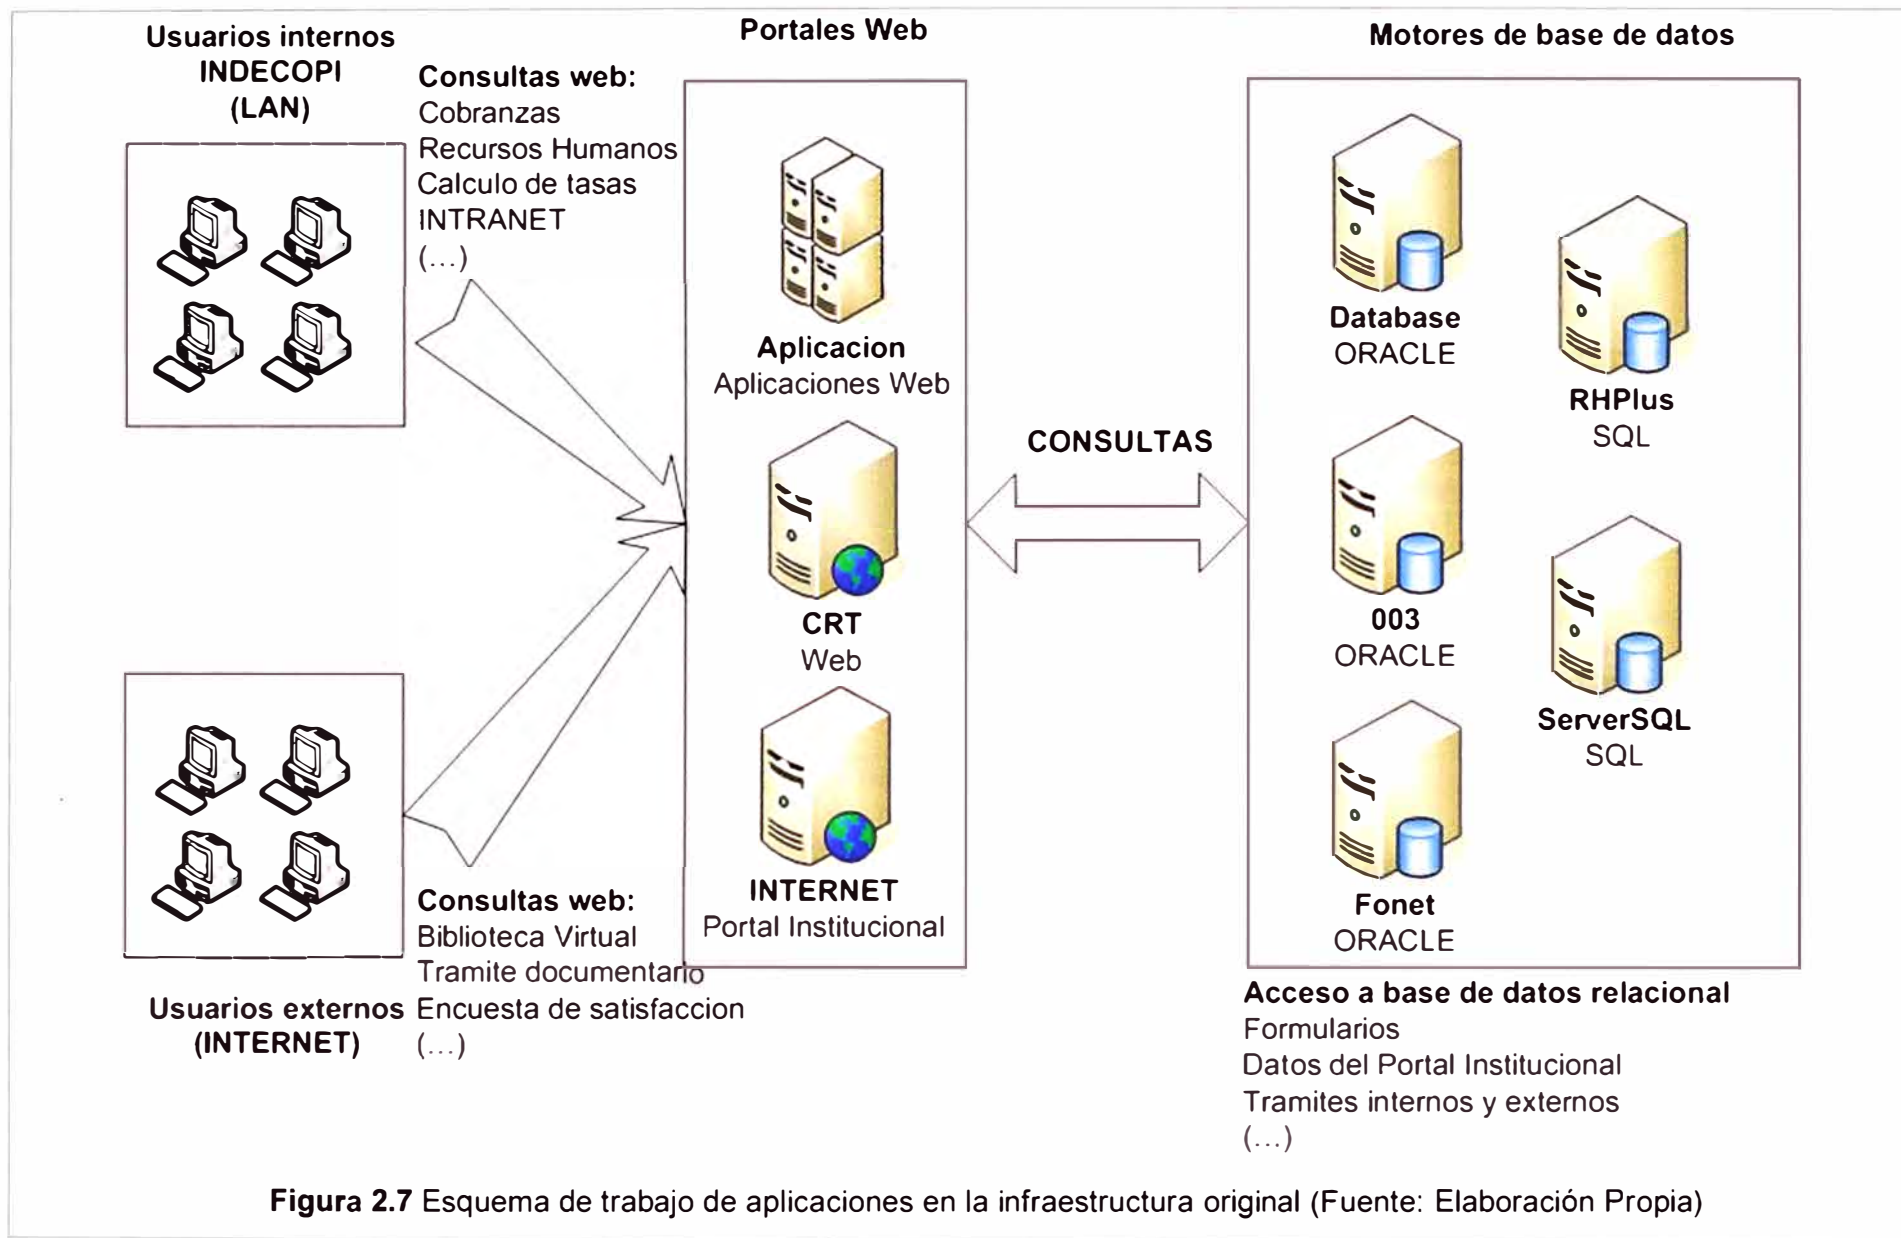 Usuarios internos
INDECOPI
(LAN)
Consultas web:
Cobranzas
Recursos Humanos
Calculo de tasas
INTRANET
(...)
Portales Web
Aplicacion
Aplicaciones Web
CRT
Web
INTERNET
Portal Institucional
CONSULTAS
Motores de base de datos
Database
ORACLE
RHPlus
SQL
003
ORACLE
ServerSQL
SQL
Fonet
ORACLE
Acceso a base de datos relacional
Formularios
Datos del Portal Institucional
Tramites internos y externos
(...)
Usuarios externos
(INTERNET)
Consultas web:
Biblioteca Virtual
Tramite documentario
Encuesta de satisfaccion
(...)
Figura 2.7 Esquema de trabajo de aplicaciones en la infraestructura original (Fuente: Elaboración Propia)